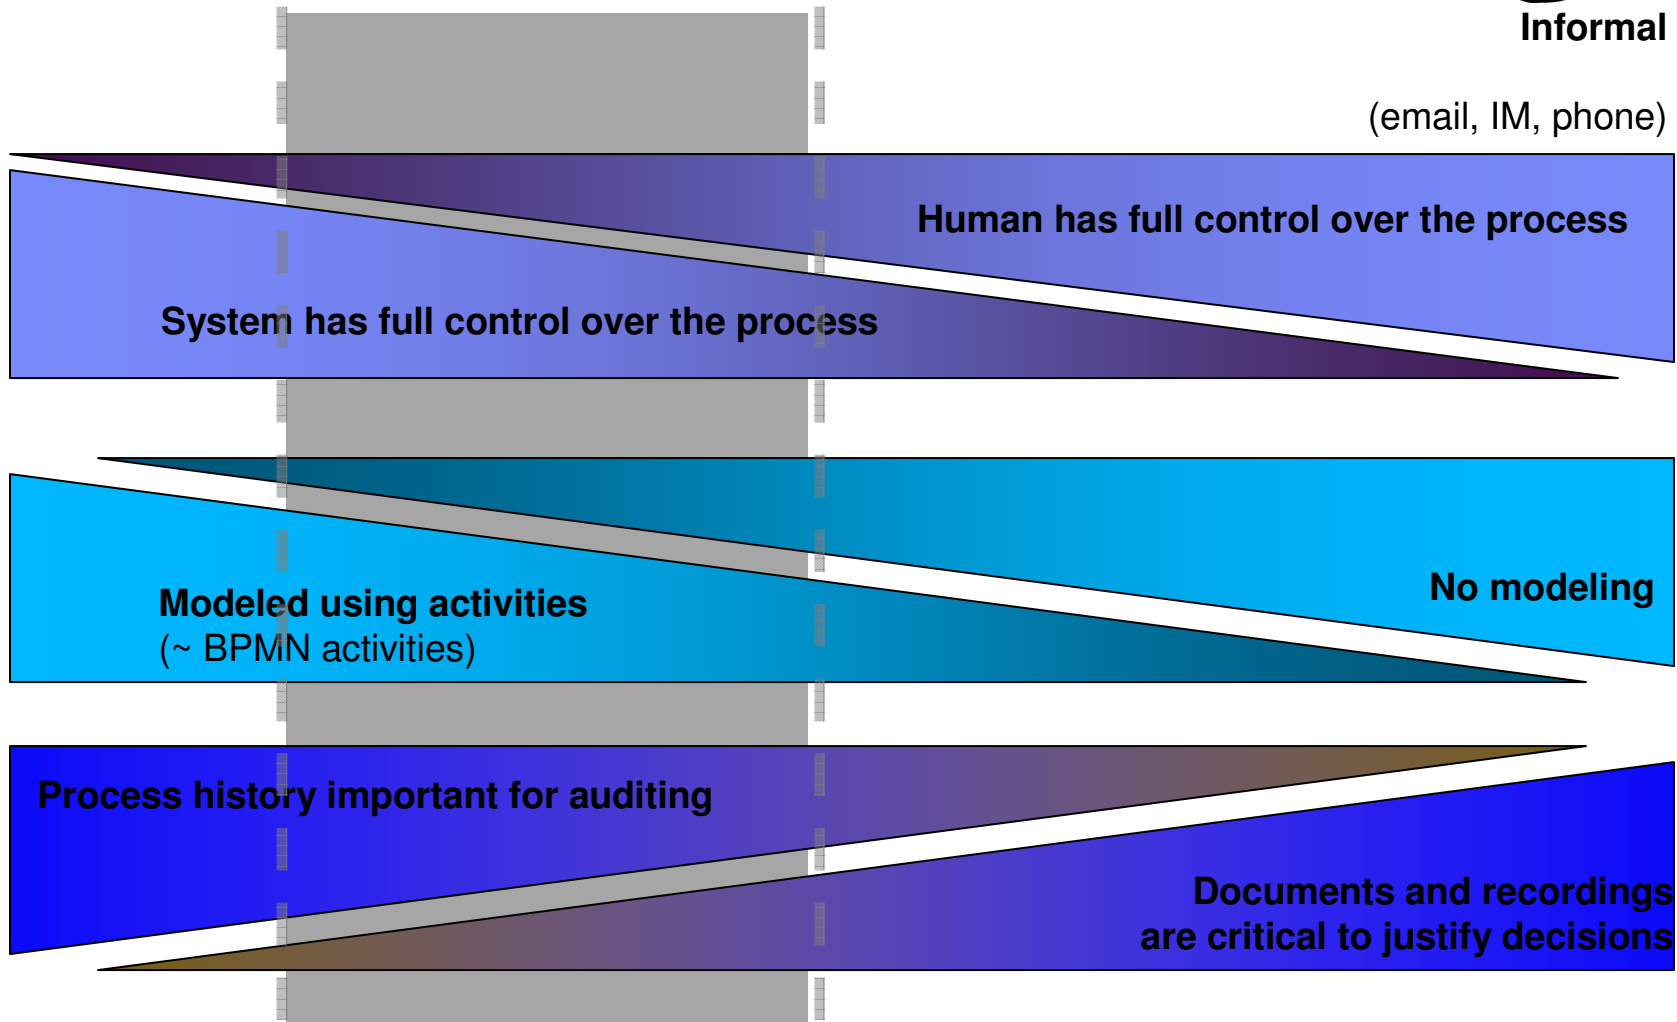 Informal
(email, IM, phone)
Human has full control over the process
System has full control over the process
Modeled using activities
(~ BPMN activities)
No modeling
Process history important for auditing
Documents and recordings
are critical to justify decisions